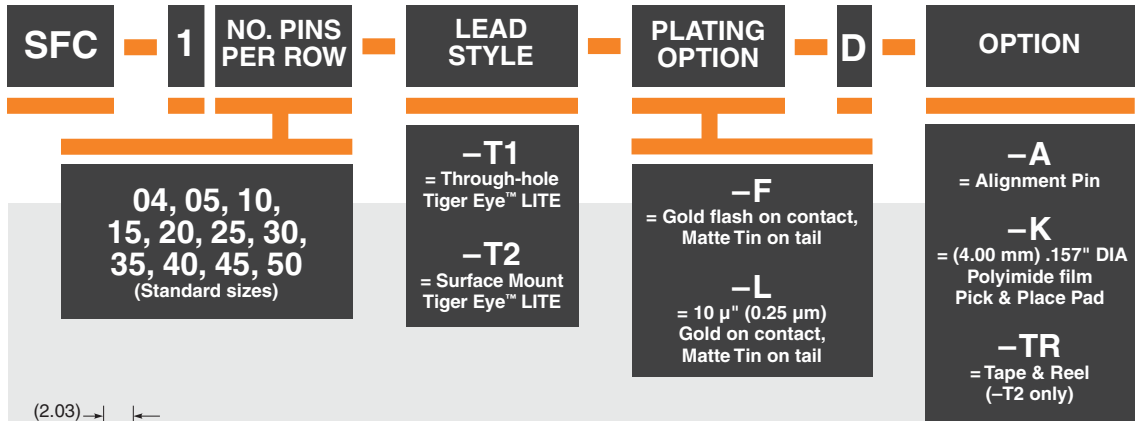 SFC
1
NO. PINS
PER ROW
LEAD
STYLE
PLATING
OPTION
D
OPTION
04, 05, 10,
15, 20, 25, 30,
35, 40, 45, 50
(Standard sizes)
–T1
= Through-hole
Tiger Eye™ LITE
–T2
= Surface Mount
Tiger Eye™ LITE
–F
= Gold flash on contact,
Matte Tin on tail
–L
= 10 µ" (0.25 µm)
Gold on contact,
Matte Tin on tail
–A
= Alignment Pin
–K
= (4.00 mm) .157" DIA
Polyimide film
Pick & Place Pad
–TR
= Tape & Reel
(–T2 only)
(2.03)